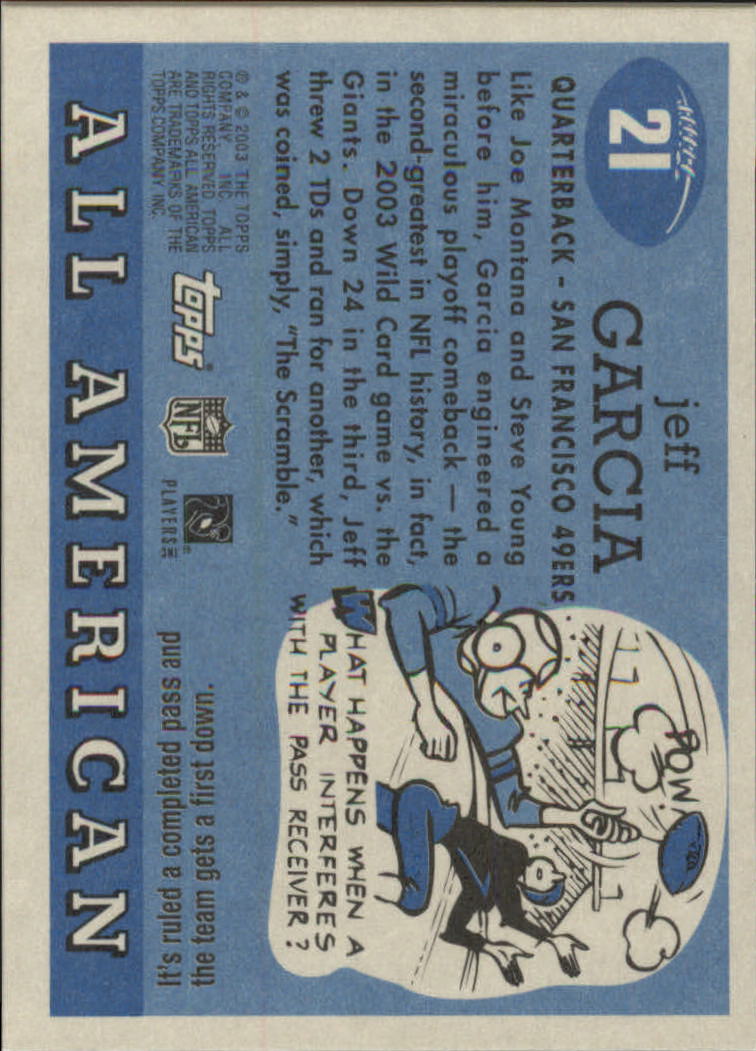 21
jeff
GARCIA
QUARTERBACK - SAN FRANCISCO 49ERS
Like Joe Montana and Steve Young
before him, Garcia engineered a
miraculous playoff comeback — the
second-greatest in NFL history, in fact,
in the 2003 Wild Card game vs. the
Giants. Down 24 in the third, Jeff
threw 2 TDs and ran for another, which
was coined, simply, "The Scramble."
POW
WHAT HAPPENS WHEN A
PLAYER INTERFERES
WITH THE PASS RECEIVER?
It's ruled a completed pass and
the team gets a first down.
® & © 2003 THE TOPPS
COMPANY, INC. ALL
RIGHTS RESERVED TOPPS
AND TOPPS ALL AMERICAN
ARE TRADEMARKS OF THE
TOPPS COMPANY, INC.
topps
NFL
PLAYERS INC
ALL AMERICAN